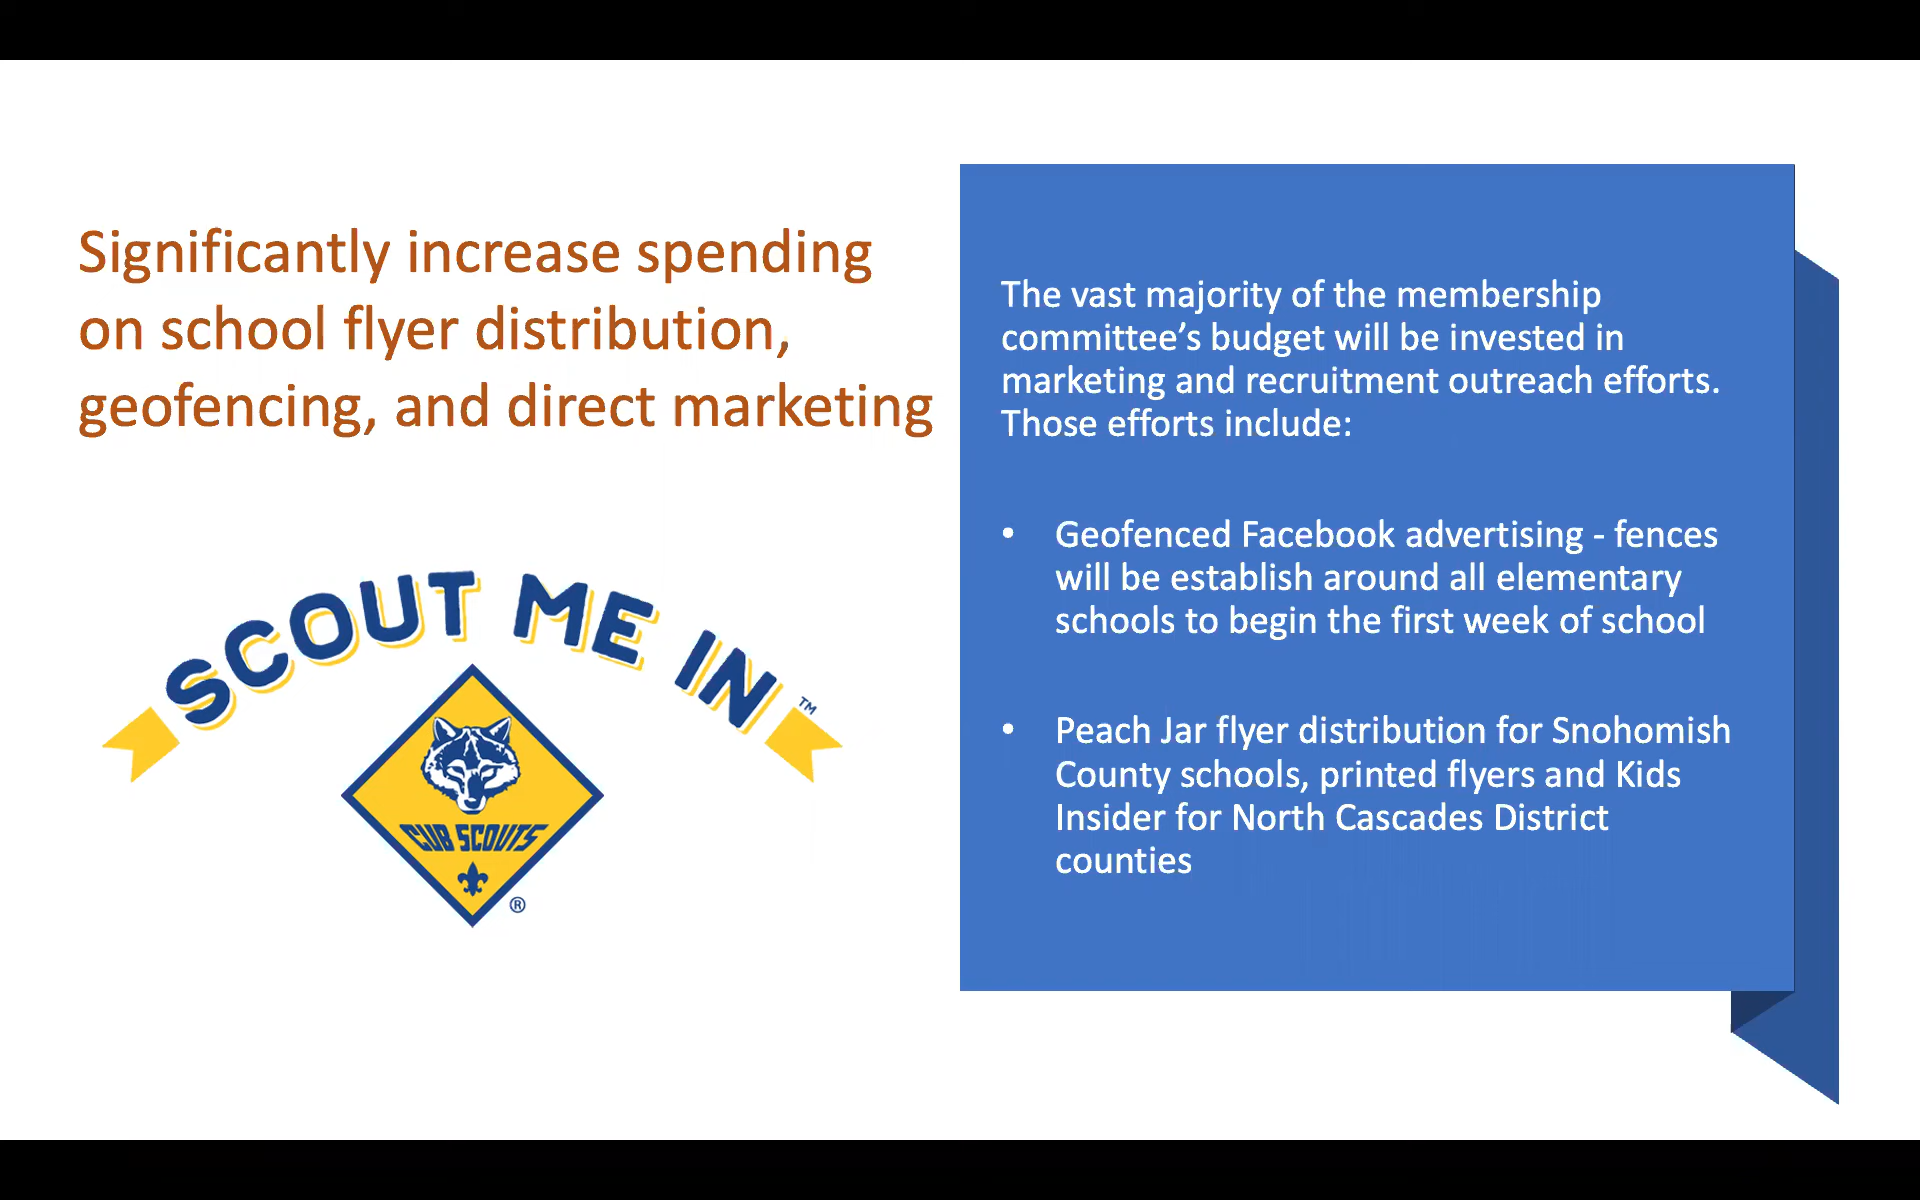 Significantly increase spending
on school flyer distribution,
geofencing, and direct marketing
SCOUT ME IN™
CUB SCOUTS
®
The vast majority of the membership
committee’s budget will be invested in
marketing and recruitment outreach efforts.
Those efforts include:
• Geofenced Facebook advertising - fences
will be establish around all elementary
schools to begin the first week of school
• Peach Jar flyer distribution for Snohomish
County schools, printed flyers and Kids
Insider for North Cascades District
counties